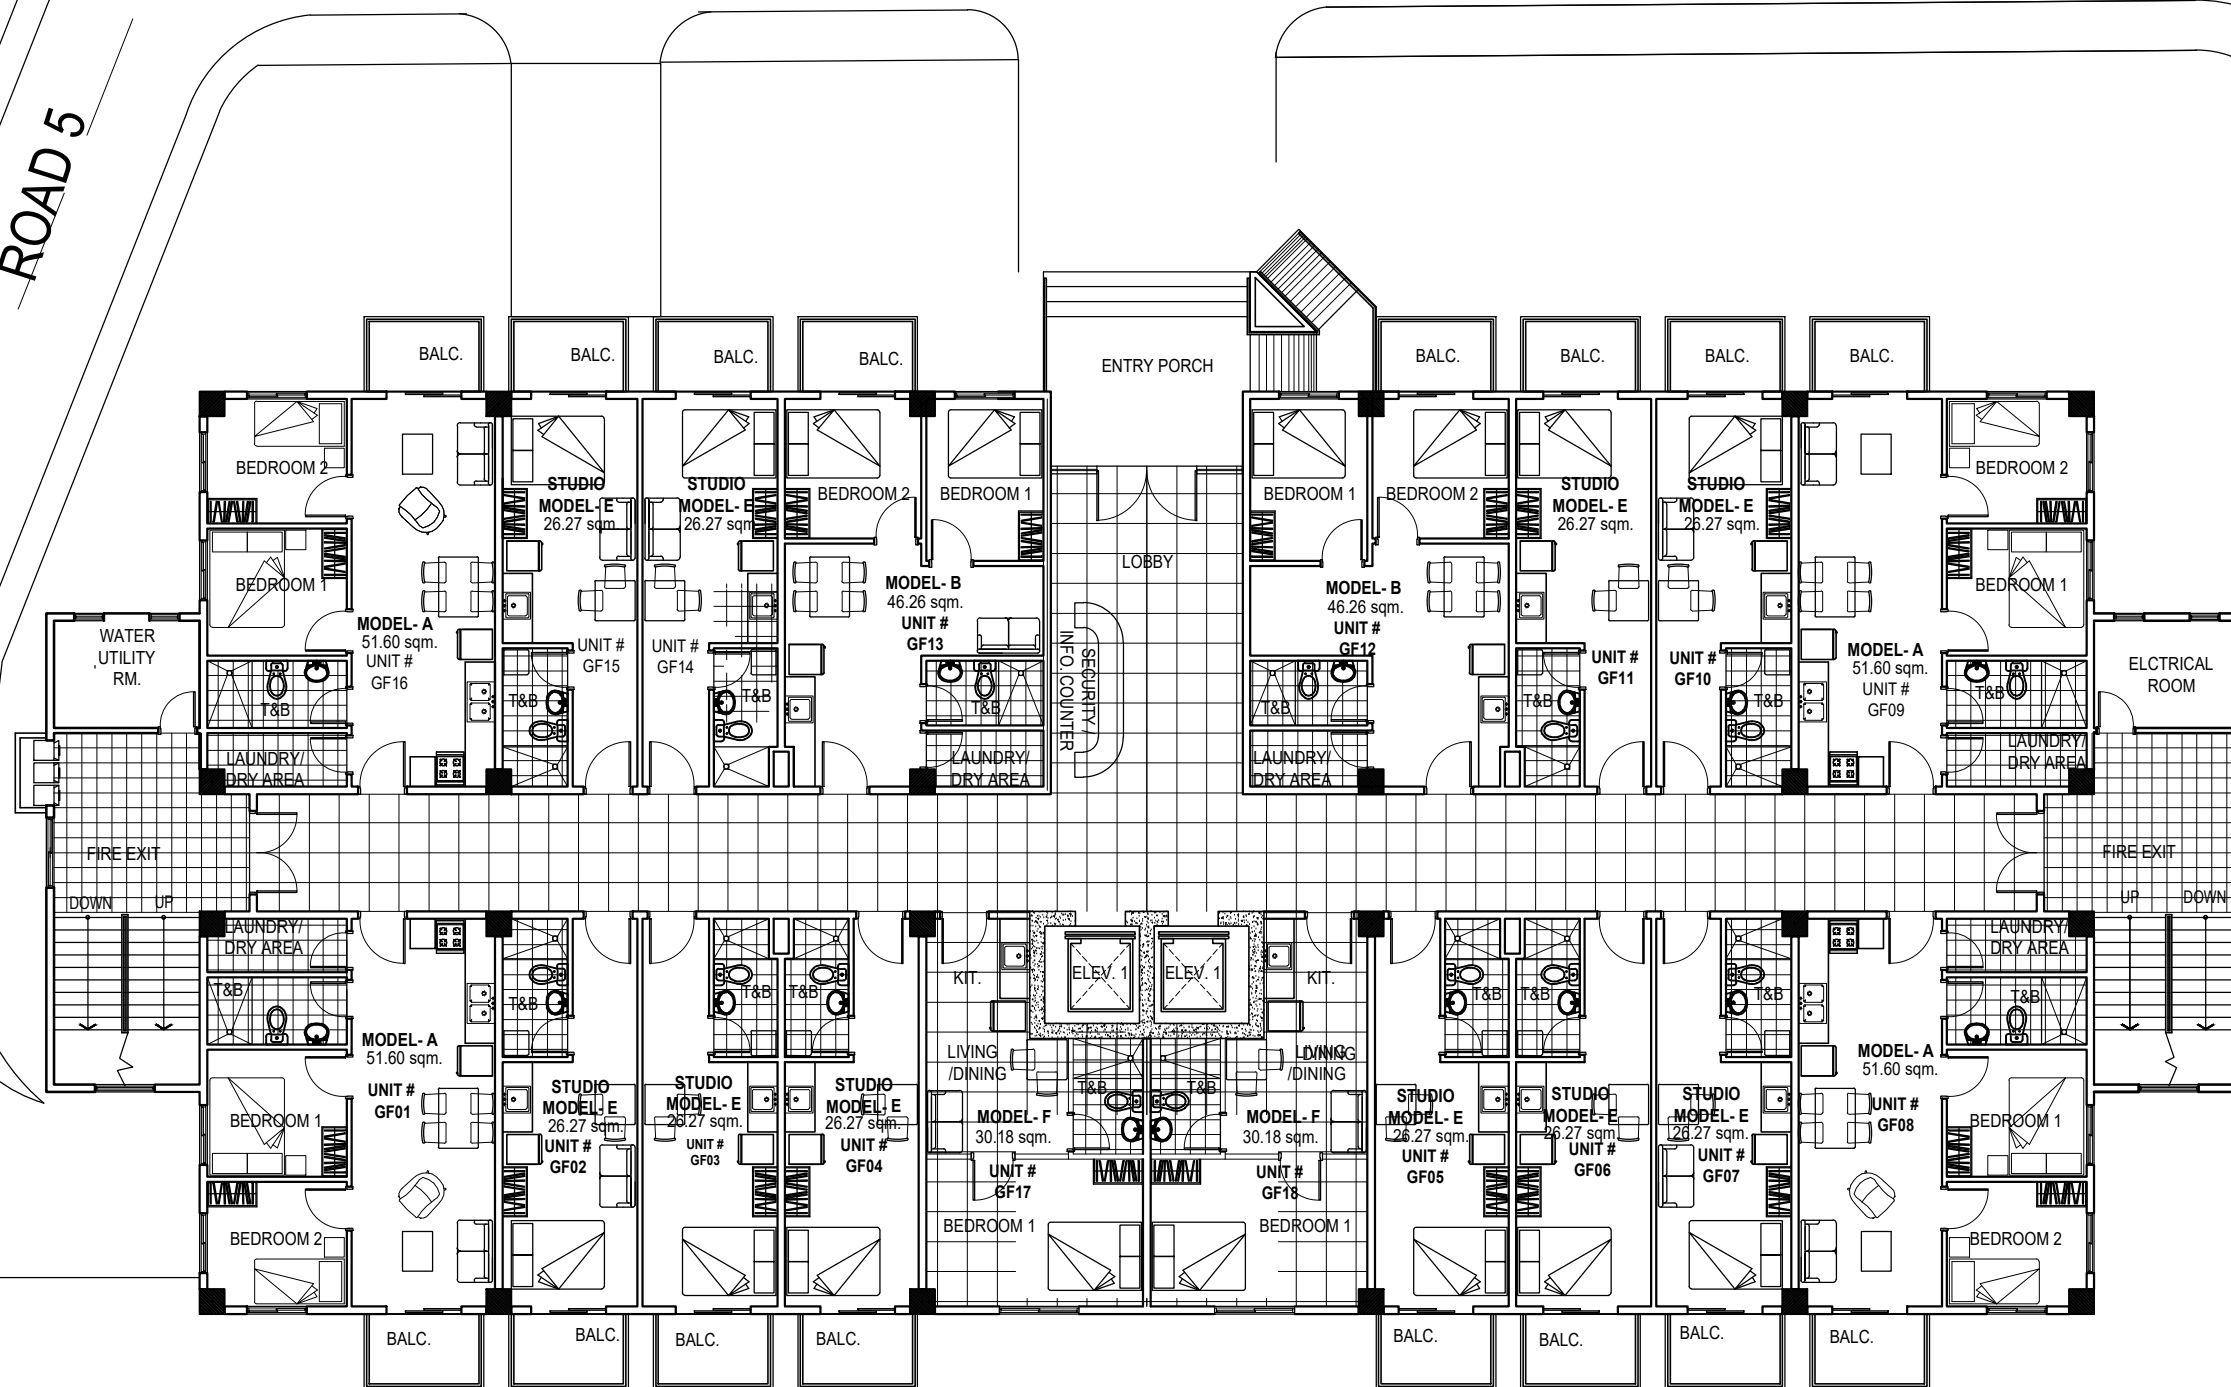 ROAD 5
BALC.
BALC.
BALC.
BALC.
ENTRY PORCH
BALC.
BALC.
BALC.
BALC.
BEDROOM 2
STUDIO
MODEL- E
26.27 sqm.
STUDIO
MODEL- E
26.27 sqm
BEDROOM 2
BEDROOM 1
BEDROOM 1
BEDROOM 2
STUDIO
MODEL- E
26.27 sqm.
STUDIO
MODEL- E
26.27 sqm.
BEDROOM 2
LOBBY
BEDROOM 1
MODEL- A
51.60 sqm.
UNIT #
GF16
UNIT #
GF15
UNIT #
GF14
MODEL- B
46.26 sqm.
UNIT #
GF13
SECURITY /
INFO. COUNTER
MODEL- B
46.26 sqm.
UNIT #
GF12
UNIT #
GF11
UNIT #
GF10
MODEL- A
51.60 sqm.
UNIT #
GF09
BEDROOM 1
WATER
UTILITY
RM.
ELCTRICAL
ROOM
T&B
T&B
T&B
T&B
T&B
T&B
T&B
T&B
LAUNDRY/
DRY AREA
LAUNDRY/
DRY AREA
LAUNDRY/
DRY AREA
LAUNDRY/
DRY AREA
FIRE EXIT
FIRE EXIT
DOWN
UP
UP
DOWN
LAUNDRY/
DRY AREA
LAUNDRY/
DRY AREA
T&B
T&B
T&B
T&B
KIT.
ELEV. 1
ELEV. 1
KIT.
T&B
T&B
T&B
T&B
MODEL- A
51.60 sqm.
UNIT #
GF01
LIVING
/DINING
T&B
T&B
LIVING
DINING
/DINING
MODEL- A
51.60 sqm.
UNIT #
GF08
BEDROOM 1
STUDIO
MODEL- E
26.27 sqm.
UNIT #
GF02
STUDIO
MODEL- E
26.27 sqm.
UNIT #
GF03
STUDIO
MODEL- E
26.27 sqm.
UNIT #
GF04
MODEL- F
30.18 sqm.
UNIT #
GF17
MODEL- F
30.18 sqm.
UNIT #
GF18
STUDIO
MODEL- E
26.27 sqm.
UNIT #
GF05
STUDIO
MODEL- E
26.27 sqm.
UNIT #
GF06
STUDIO
MODEL- E
26.27 sqm.
UNIT #
GF07
BEDROOM 1
BEDROOM 2
BEDROOM 1
BEDROOM 1
BEDROOM 2
BALC.
BALC.
BALC.
BALC.
BALC.
BALC.
BALC.
BALC.